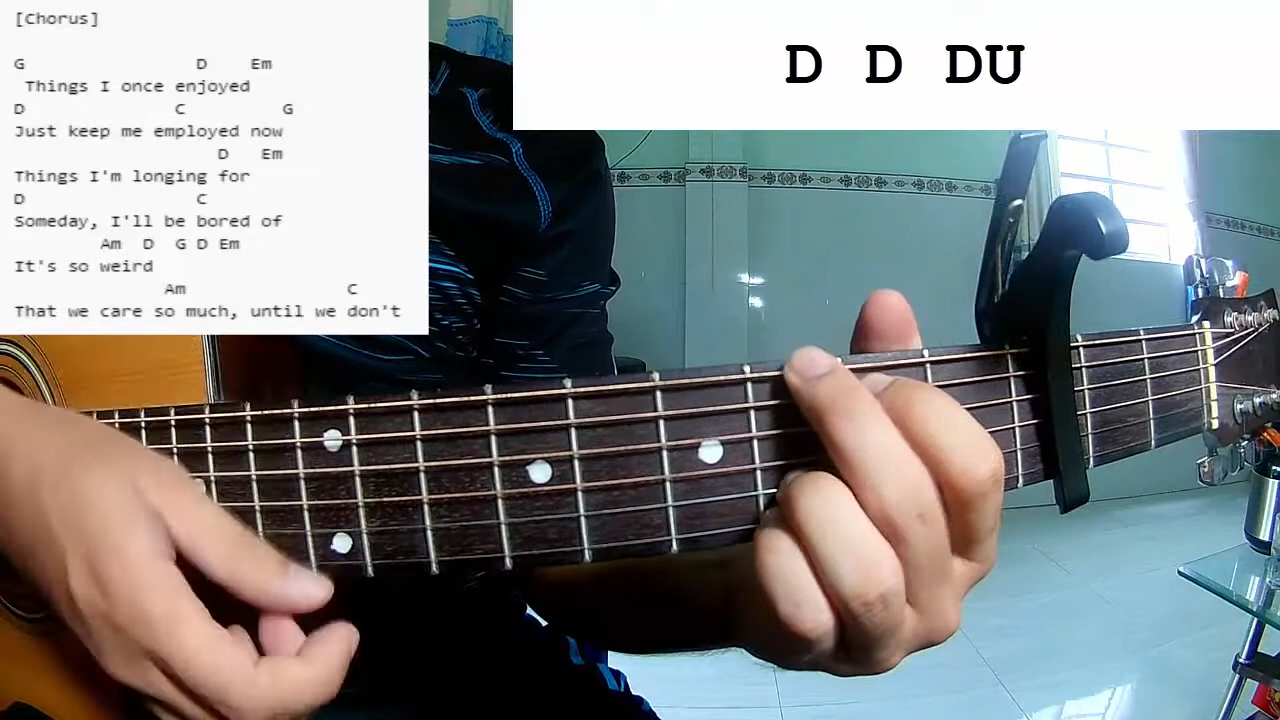 [Chorus]
G D Em
Things I once enjoyed
D C G
Just keep me employed now
D Em
Things I'm longing for
D C
Someday, I'll be bored of
Am D G D Em
It's so weird
Am C
That we care so much, until we don't
D D DU